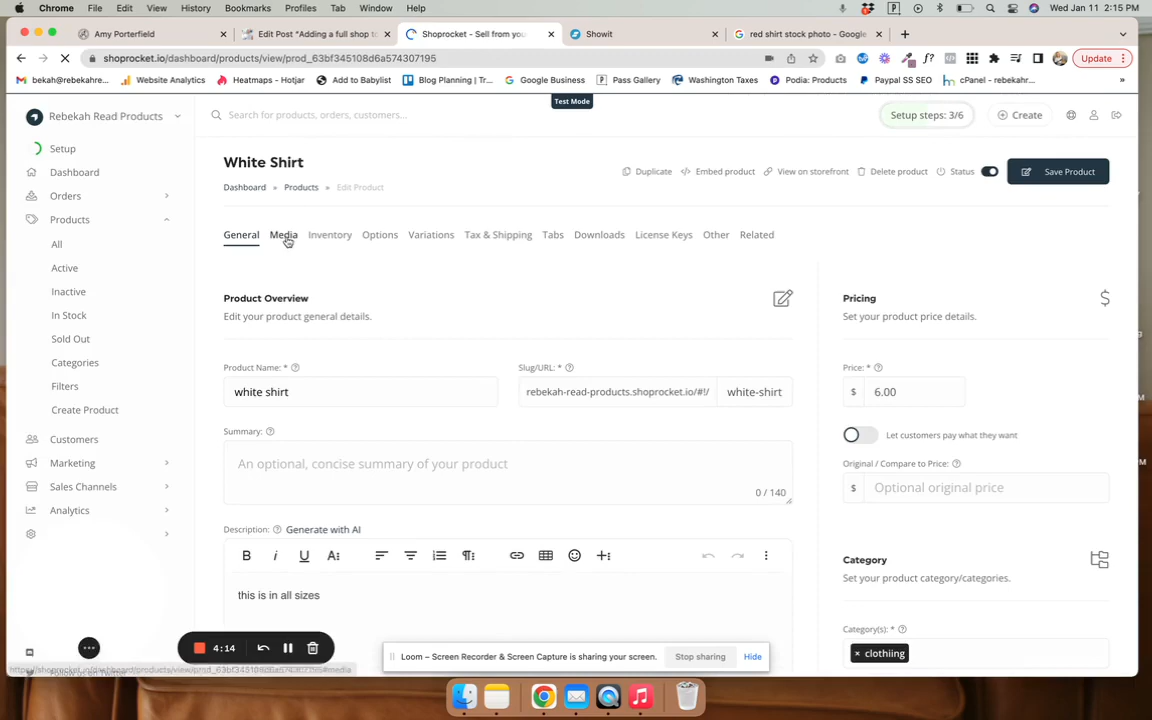 Chrome File Edit View History Bookmarks Profiles Tab Window Help Wed Jan 11 2:15 PM
Amy Porterfield × Edit Post "Adding a full shop to × Shoprocket - Sell from you × Showit × red shirt stock photo - Google ×
shoprocket.io/dashboard/products/view/prod_63bf345108d6a574307195 Update
bekah@rebekahre... Website Analytics Heatmaps - Hotjar Add to Babylist Blog Planning | Tr... Google Business Pass Gallery Washington Taxes Podia: Products Paypal SS SEO cPanel - rebekahr... »
Test Mode
Rebekah Read Products
Search for products, orders, customers...
Setup steps: 3/6
Create
Setup
Dashboard
Orders
Products
All
Active
Inactive
In Stock
Sold Out
Categories
Filters
Create Product
Customers
Marketing
Sales Channels
Analytics
White Shirt
Dashboard » Products » Edit Product
Duplicate Embed product View on storefront Delete product Status Save Product
General Media Inventory Options Variations Tax & Shipping Tabs Downloads License Keys Other Related
Product Overview
Edit your product general details.
Product Name: *
white shirt
Slug/URL: *
rebekah-read-products.shoprocket.io/#!/ white-shirt
Summary:
An optional, concise summary of your product
0 / 140
Description: Generate with AI
B i U A
this is in all sizes
Pricing
Set your product price details.
Price: *
$ 6.00
Let customers pay what they want
Original / Compare to Price:
$ Optional original price
Category
Set your product category/categories.
Category(s):
× clothiing
4:14
Loom – Screen Recorder & Screen Capture is sharing your screen. Stop sharing Hide
https://shoprocket.io/dashboard/products/view/prod_63bf345108d6a574307195#media